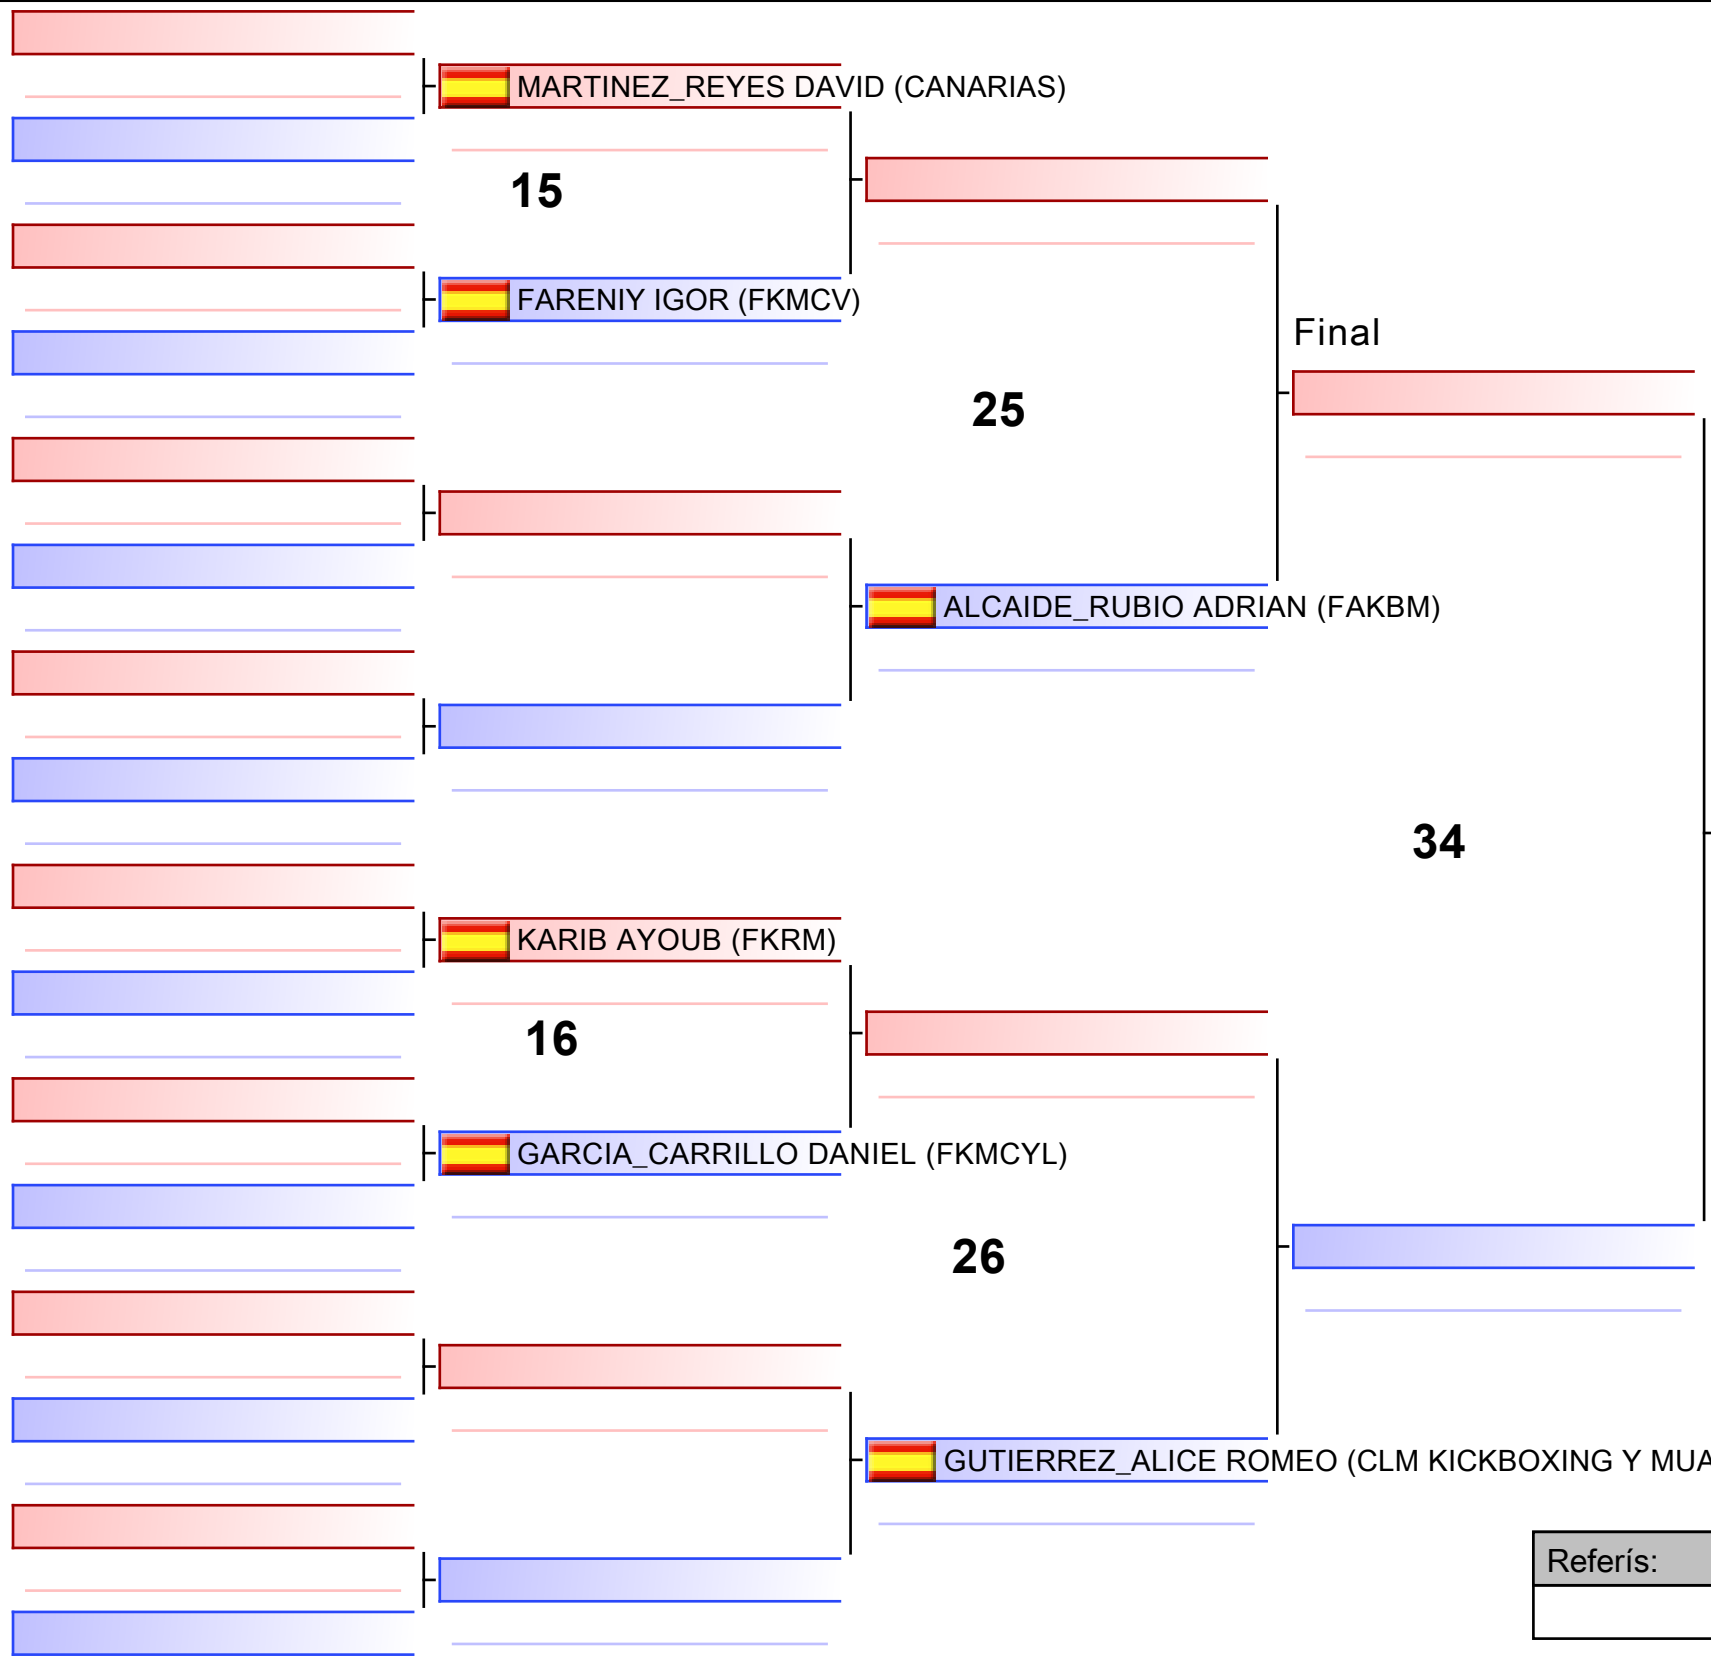 MARTINEZ_REYES DAVID (CANARIAS)
15
FARENIY IGOR (FKMCV)
Final
25
ALCAIDE_RUBIO ADRIAN (FAKBM)
34
KARIB AYOUB (FKRM)
16
GARCIA_CARRILLO DANIEL (FKMCYL)
26
GUTIERREZ_ALICE ROMEO (CLM KICKBOXING Y MUA
Referís: